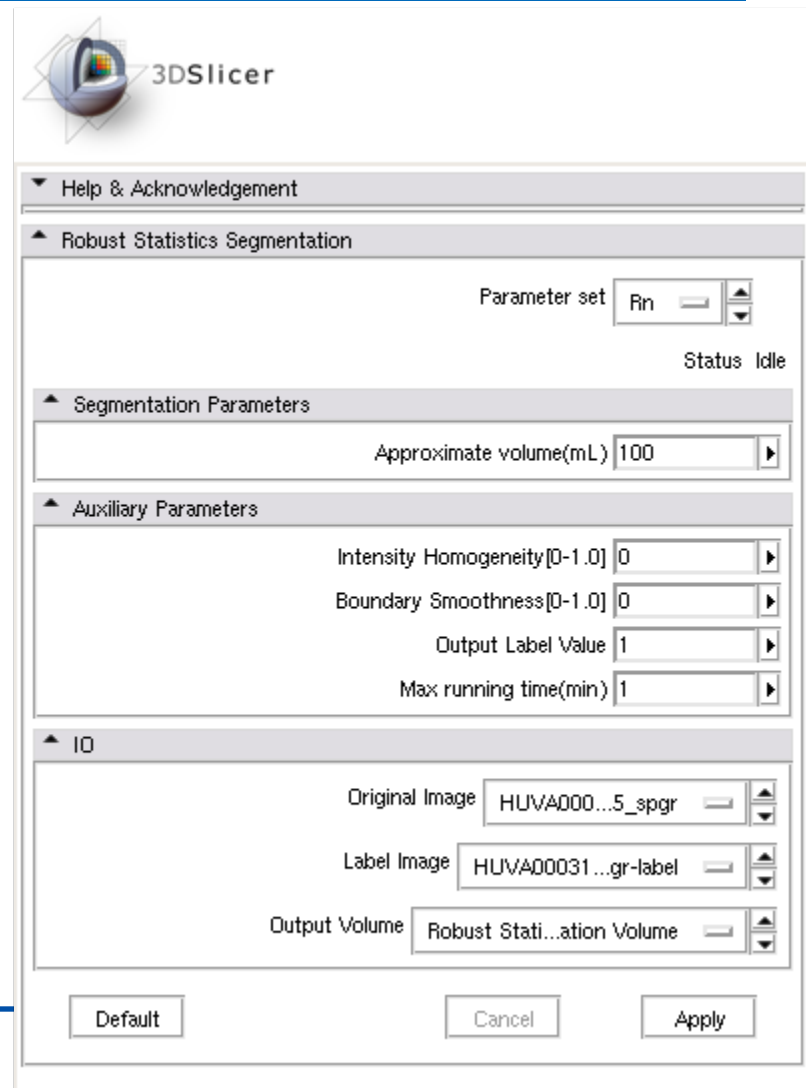 3DSlicer
Help & Acknowledgement
Robust Statistics Segmentation
Parameter set Rn
Status Idle
Segmentation Parameters
Approximate volume(mL) 100
Auxiliary Parameters
Intensity Homogeneity[0-1.0] 0
Boundary Smoothness[0-1.0] 0
Output Label Value 1
Max running time(min) 1
IO
Original Image HUVA000...5_spgr
Label Image HUVA00031...gr-label
Output Volume Robust Stati...ation Volume
Default Cancel Apply